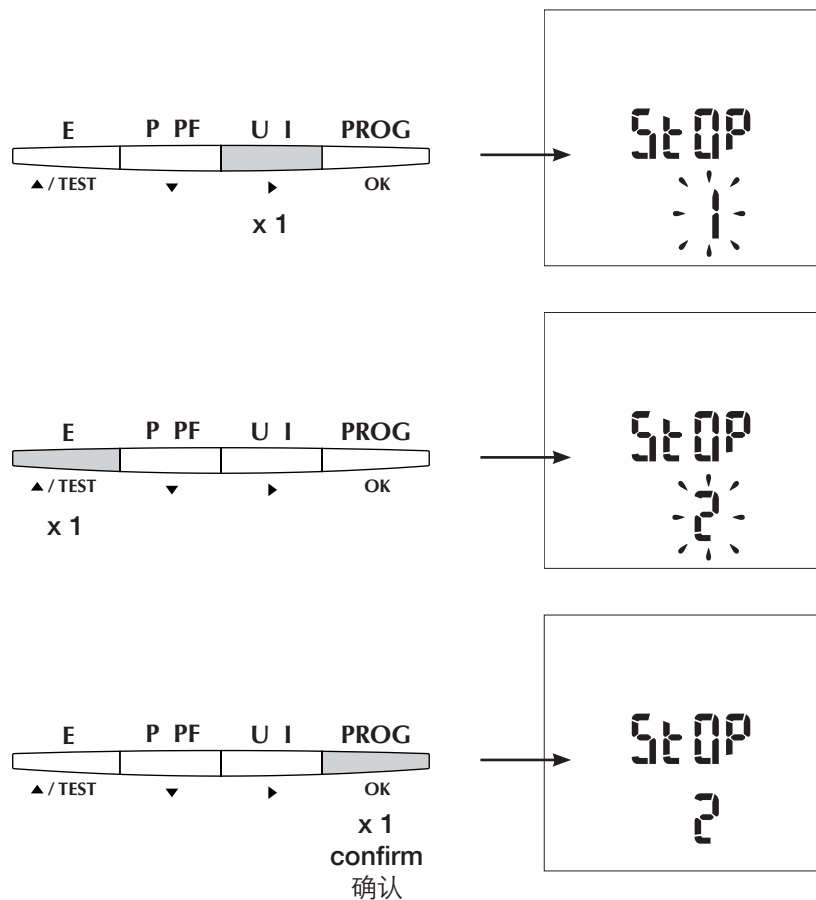 E P PF U I PROG
▲ / TEST ▼ ▶ OK
x 1
StOP
1
E P PF U I PROG
▲ / TEST ▼ ▶ OK
x 1
StOP
2
E P PF U I PROG
▲ / TEST ▼ ▶ OK
x 1
confirm
确认
StOP
2